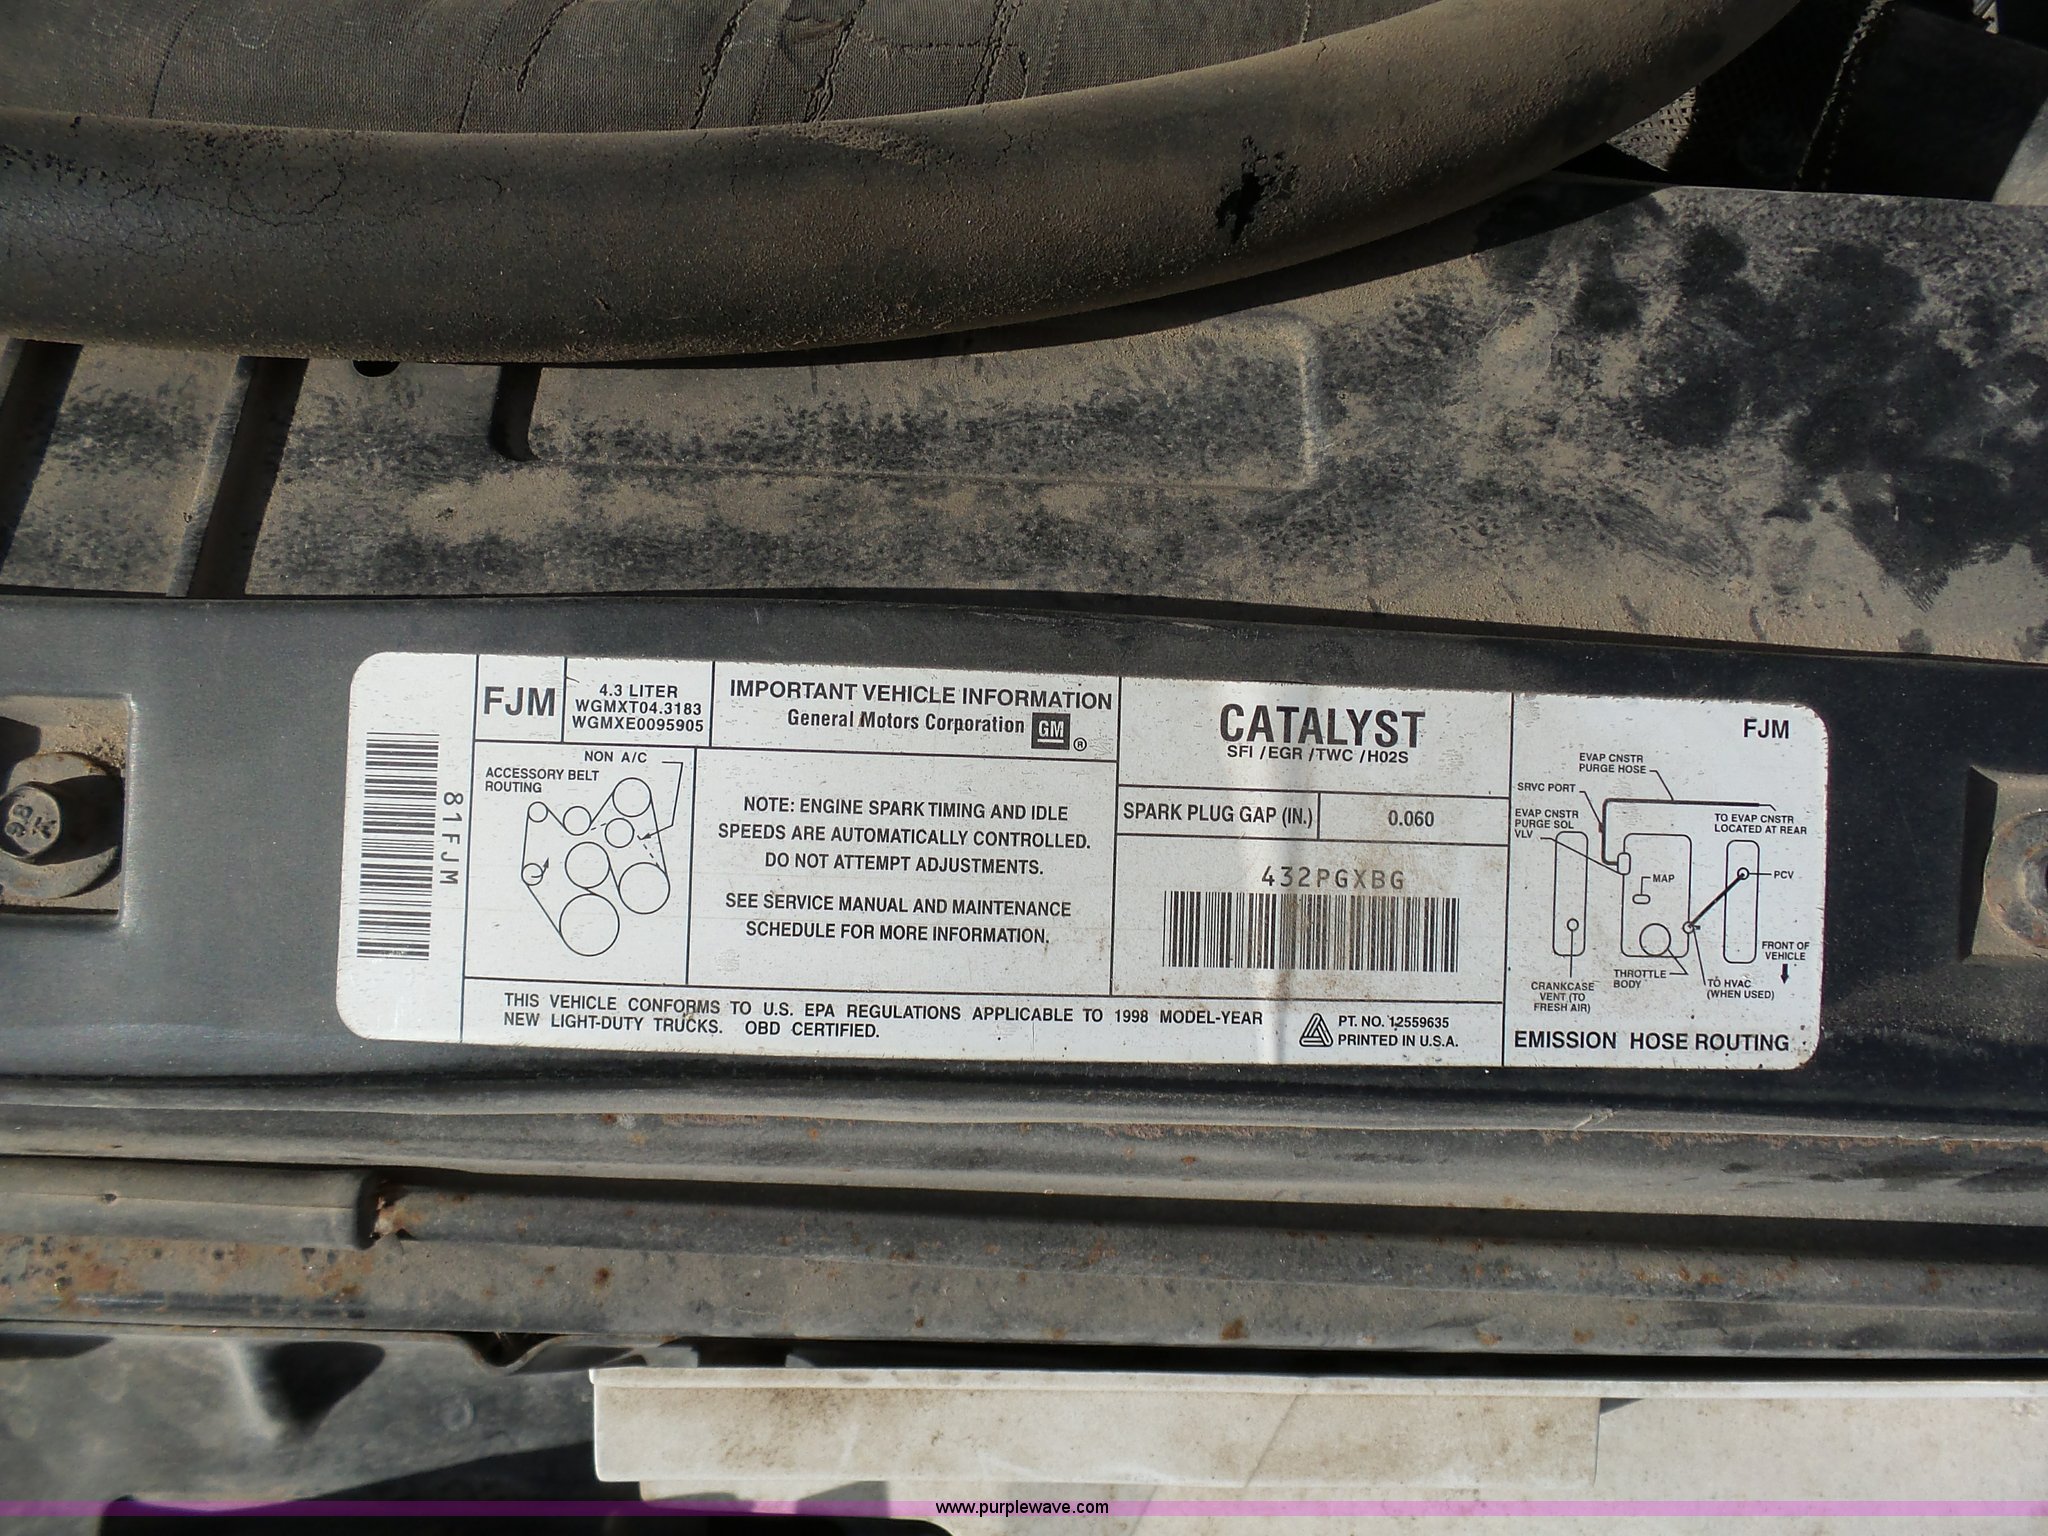 81FJM
FJM
4.3 LITER
WGMXT04.3183
WGMXE0095905
NON A/C
ACCESSORY BELT
ROUTING
IMPORTANT VEHICLE INFORMATION
General Motors Corporation GM ®
NOTE: ENGINE SPARK TIMING AND IDLE
SPEEDS ARE AUTOMATICALLY CONTROLLED.
DO NOT ATTEMPT ADJUSTMENTS.
SEE SERVICE MANUAL AND MAINTENANCE
SCHEDULE FOR MORE INFORMATION.
CATALYST
SFI /EGR /TWC /H02S
SPARK PLUG GAP (IN.) 0.060
432PGXBG
THIS VEHICLE CONFORMS TO U.S. EPA REGULATIONS APPLICABLE TO 1998 MODEL-YEAR
NEW LIGHT-DUTY TRUCKS. OBD CERTIFIED.
PT. NO. 12559635
PRINTED IN U.S.A.
FJM
EVAP CNSTR
PURGE HOSE
SRVC PORT
EVAP CNSTR
PURGE SOL
VLV
TO EVAP CNSTR
LOCATED AT REAR
MAP
PCV
FRONT OF
VEHICLE
THROTTLE
BODY
TO HVAC
(WHEN USED)
CRANKCASE
VENT (TO
FRESH AIR)
EMISSION HOSE ROUTING
www.purplewave.com